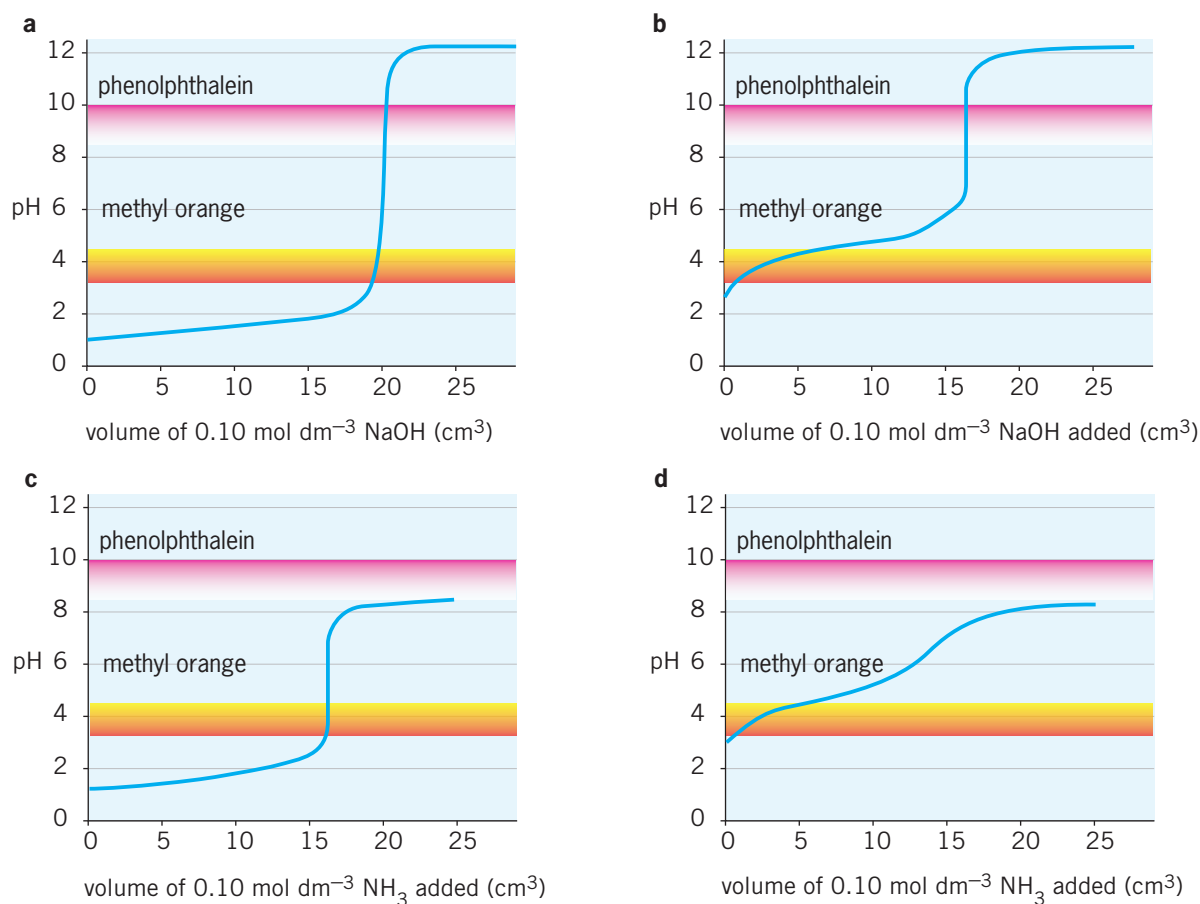 a
12
phenolphthalein
10
8
pH 6
methyl orange
4
2
0
0 5 10 15 20 25
volume of 0.10 mol dm⁻³ NaOH (cm³)
b
12
phenolphthalein
10
8
pH 6
methyl orange
4
2
0
0 5 10 15 20 25
volume of 0.10 mol dm⁻³ NaOH added (cm³)
c
12
phenolphthalein
10
8
pH 6
methyl orange
4
2
0
0 5 10 15 20 25
volume of 0.10 mol dm⁻³ NH₃ added (cm³)
d
12
phenolphthalein
10
8
pH 6
methyl orange
4
2
0
0 5 10 15 20 25
volume of 0.10 mol dm⁻³ NH₃ added (cm³)